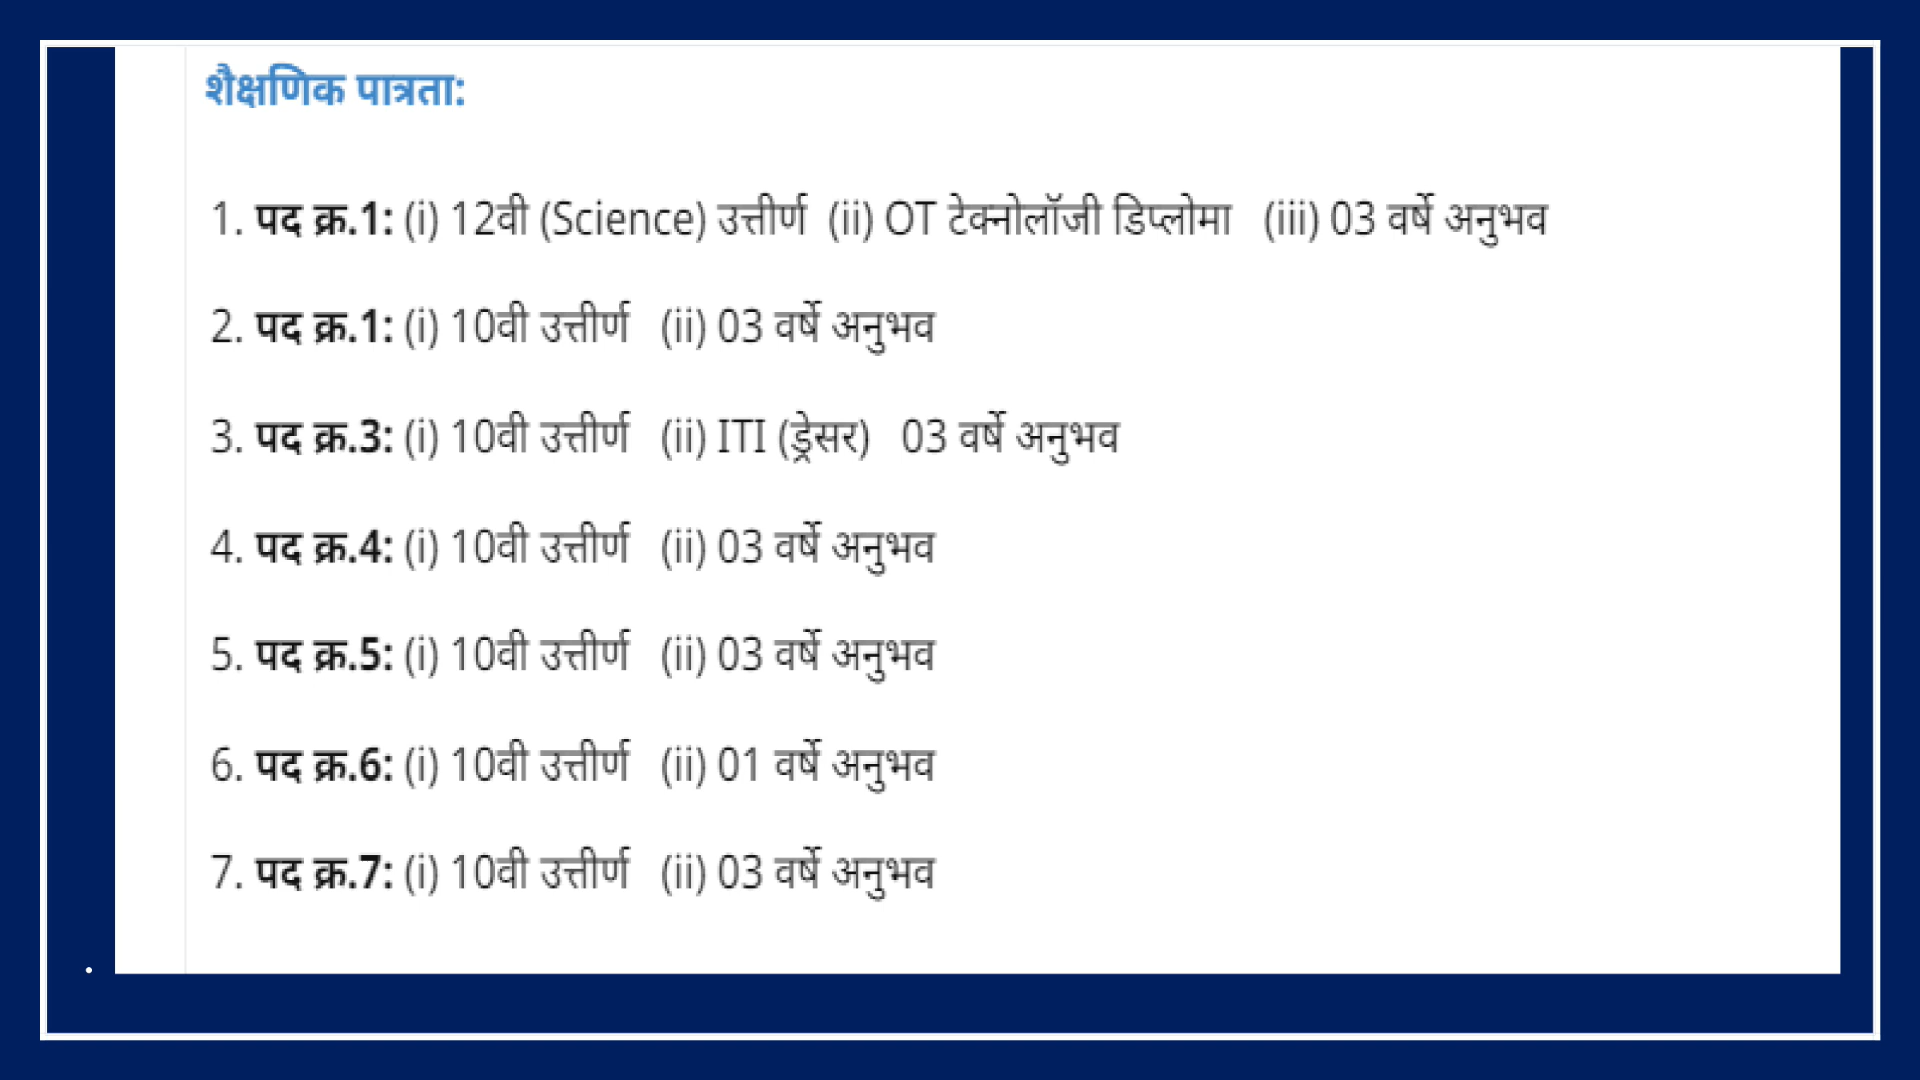 शैक्षणिक पात्रता:
1. पद क्र.1: (i) 12वी (Science) उत्तीर्ण (ii) OT टेक्नोलॉजी डिप्लोमा (iii) 03 वर्षे अनुभव
2. पद क्र.1: (i) 10वी उत्तीर्ण (ii) 03 वर्षे अनुभव
3. पद क्र.3: (i) 10वी उत्तीर्ण (ii) ITI (ड्रेसर) 03 वर्षे अनुभव
4. पद क्र.4: (i) 10वी उत्तीर्ण (ii) 03 वर्षे अनुभव
5. पद क्र.5: (i) 10वी उत्तीर्ण (ii) 03 वर्षे अनुभव
6. पद क्र.6: (i) 10वी उत्तीर्ण (ii) 01 वर्षे अनुभव
7. पद क्र.7: (i) 10वी उत्तीर्ण (ii) 03 वर्षे अनुभव